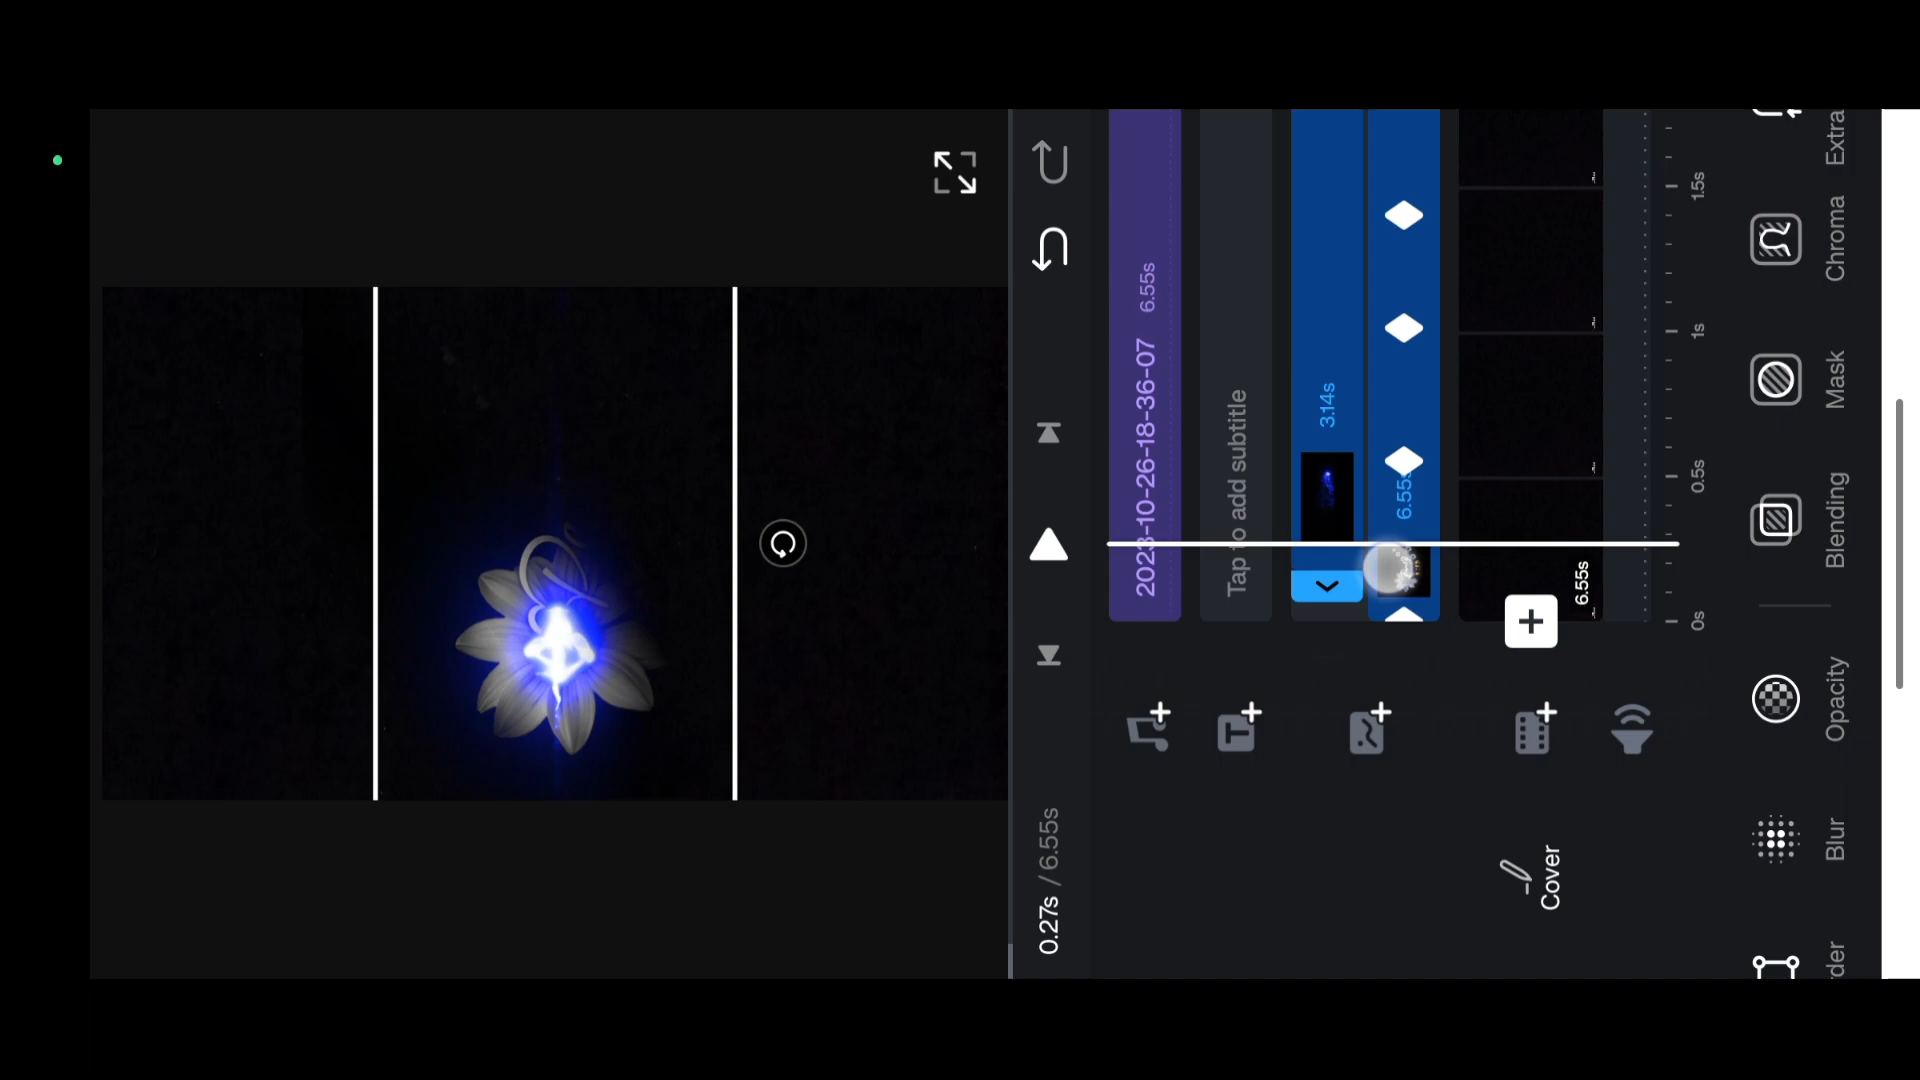 0.27s / 6.55s
2023-10-26-18-36-07 6.55s
Tap to add subtitle
3.14s
6.55s
6.55s
Cover
0s
0.5s
1s
1.5s
rder
Blur
Opacity
Blending
Mask
Chroma
Extra